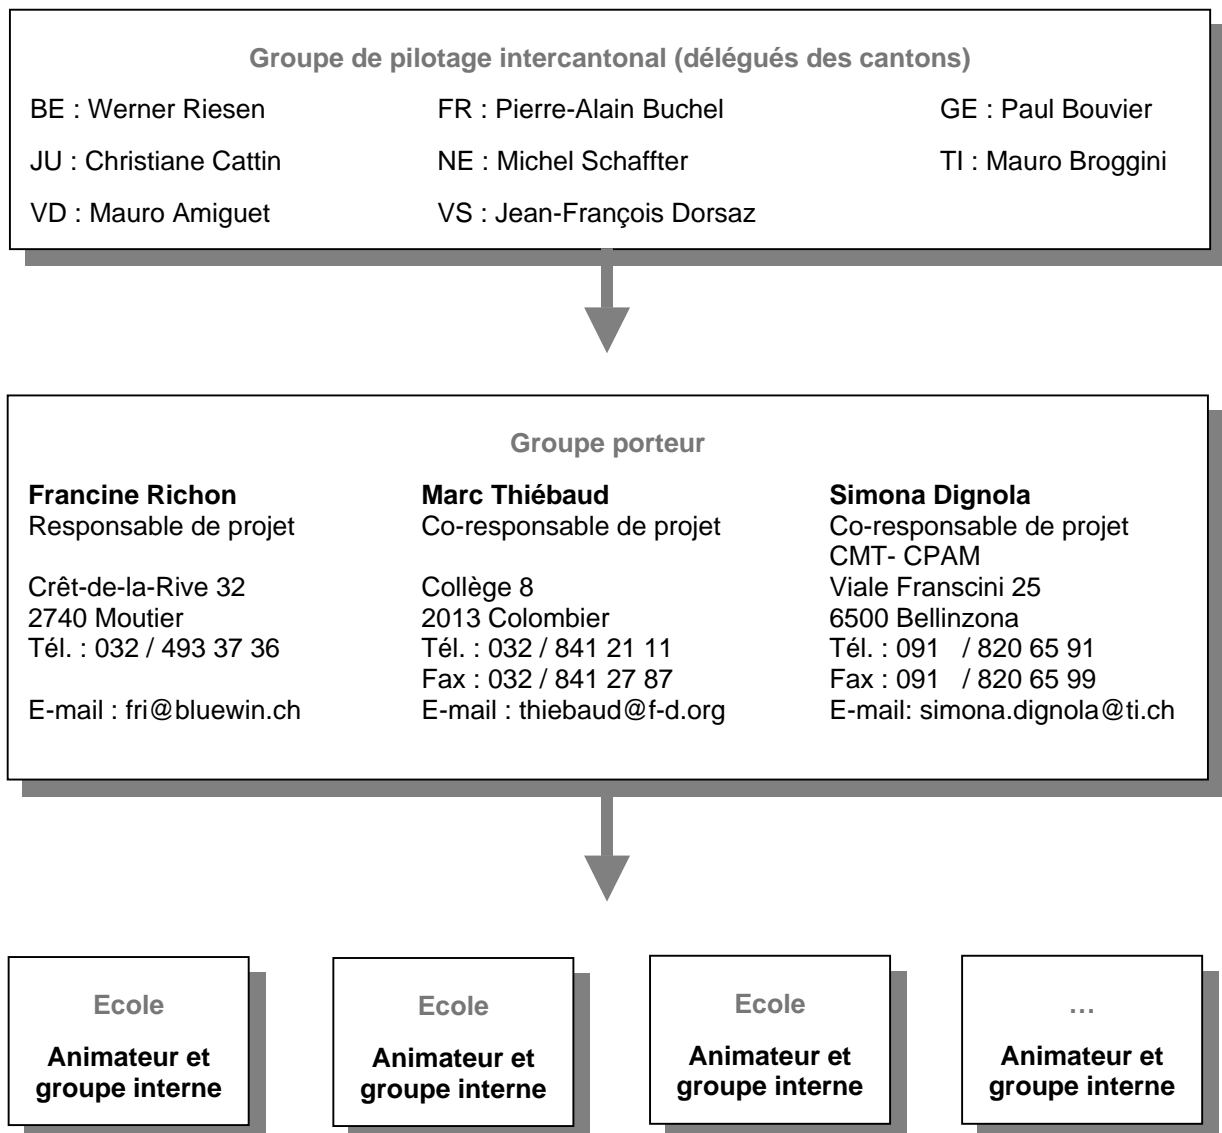 Groupe de pilotage intercantonal (délégués des cantons)
BE : Werner Riesen
FR : Pierre-Alain Buchel
GE : Paul Bouvier
JU : Christiane Cattin
NE : Michel Schaffter
TI : Mauro Broggini
VD : Mauro Amiguet
VS : Jean-François Dorsaz
Groupe porteur
Francine Richon
Responsable de projet
Crêt-de-la-Rive 32
2740 Moutier
Tél. : 032 / 493 37 36
E-mail : fri@bluewin.ch
Marc Thiébaud
Co-responsable de projet
Collège 8
2013 Colombier
Tél. : 032 / 841 21 11
Fax : 032 / 841 27 87
E-mail : thiebaud@f-d.org
Simona Dignola
Co-responsable de projet
CMT- CPAM
Viale Franscini 25
6500 Bellinzona
Tél. : 091 / 820 65 91
Fax : 091 / 820 65 99
E-mail: simona.dignola@ti.ch
Ecole
Animateur et
groupe interne
Ecole
Animateur et
groupe interne
Ecole
Animateur et
groupe interne
…
Animateur et
groupe interne